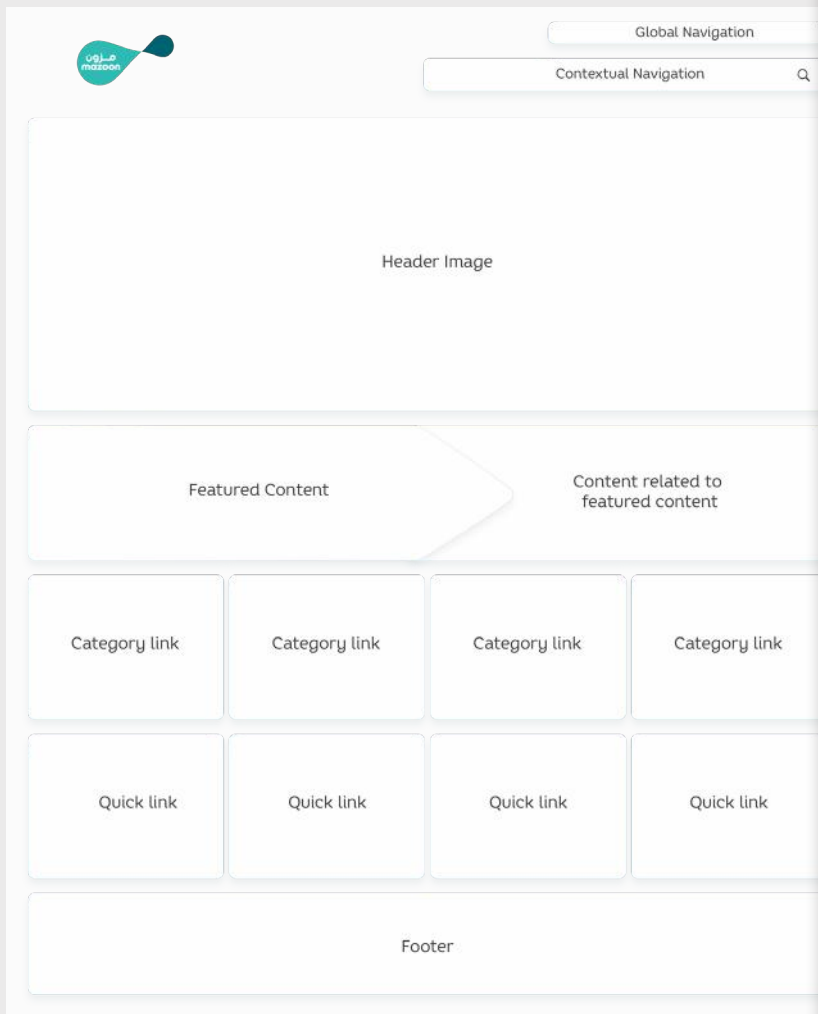 مزون
mazoon
Global Navigation
Contextual Navigation
Header Image
Featured Content
Content related to
featured content
Category link
Category link
Category link
Category link
Quick link
Quick link
Quick link
Quick link
Footer